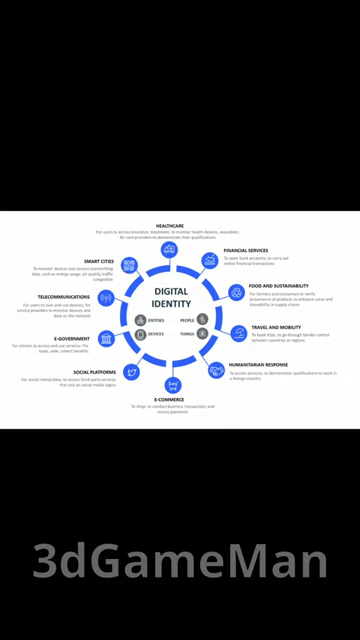 HEALTHCARE
For users to access insurance, treatment; to monitor health devices, wearables;
for care providers to demonstrate their qualifications
FINANCIAL SERVICES
To open bank accounts; to carry out
online financial transactions
FOOD AND SUSTAINABILITY
For farmers and consumers to verify
provenance of produce; to enhance value and
traceability in supply chains
TRAVEL AND MOBILITY
To book trips; to go through border control
between countries or regions
HUMANITARIAN RESPONSE
To access services; to demonstrate qualifications to work in
a foreign country
E-COMMERCE
To shop; to conduct business transactions and
secure payments
SOCIAL PLATFORMS
For social interactions; to access third-party services
that rely on social media logins
E-GOVERNMENT
For citizens to access and use services; file
taxes, vote, collect benefits
TELECOMMUNICATIONS
For users to own and use devices; for
service providers to monitor devices and
data on the network
SMART CITIES
To monitor devices and sensors transmitting
data, such as energy usage, air quality, traffic
congestion
DIGITAL
IDENTITY
ENTITIES
PEOPLE
DEVICES
THINGS
3dGameMan